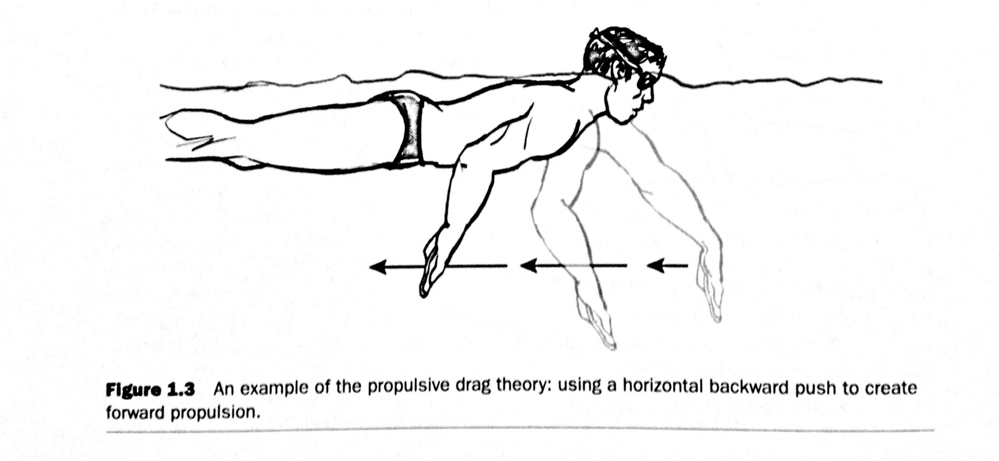 Figure 1.3 An example of the propulsive drag theory: using a horizontal backward push to create
forward propulsion.